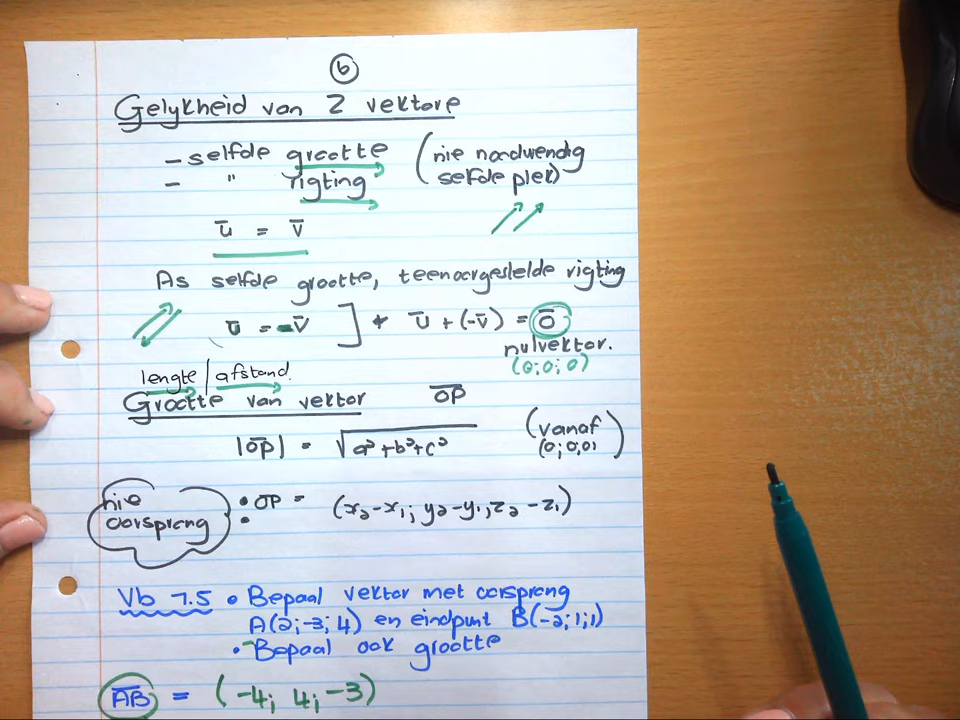 6
Gelykheid van 2 vektore
- selfde grootte (nie noodwendig
- " rigting selfde plek)
ū = v̄
As selfde grootte, teenoorgestelde rigting
ū = -v̄ ] * ū + (-v̄) = ō
nulvektor.
(0; 0; 0)
lengte / afstand.
Grootte van vektor OP̅
|OP̅| = √a²+b²+c² (vanaf
(0; 0; 0))
nie
oorsprong
• OP̅ = (x₂-x₁; y₂-y₁; z₂-z₁)
•
Vb 7.5 • Bepaal vektor met oorsprong
A(2; -3; 4) en eindpunt B(-2; 1; 1)
• Bepaal ook grootte
AB̅ = (-4; 4; -3)